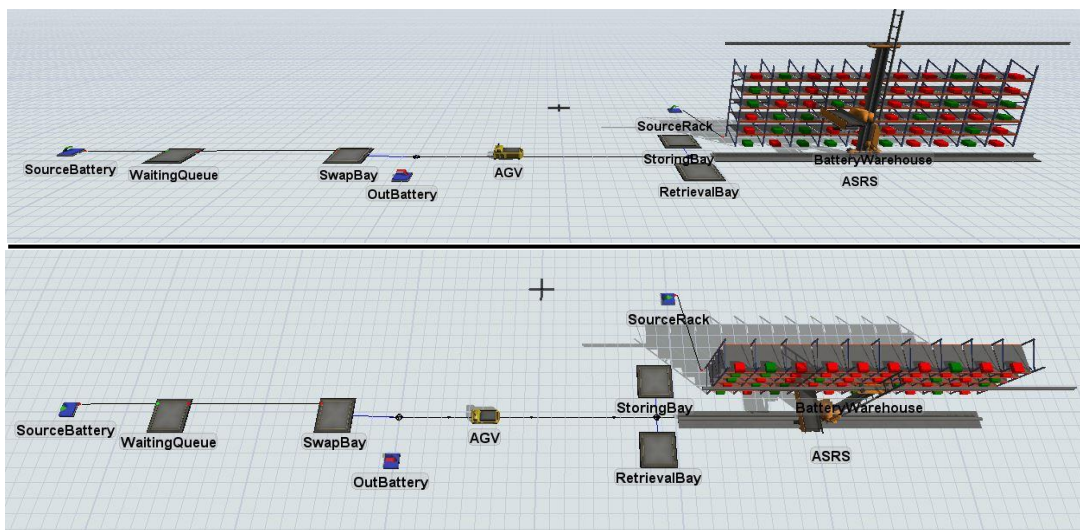 SourceRack
SourceBattery
WaitingQueue
SwapBay
OutBattery
AGV
StoringBay
RetrievalBay
BatteryWarehouse
ASRS
SourceRack
SourceBattery
WaitingQueue
SwapBay
OutBattery
AGV
StoringBay
RetrievalBay
BatteryWarehouse
ASRS